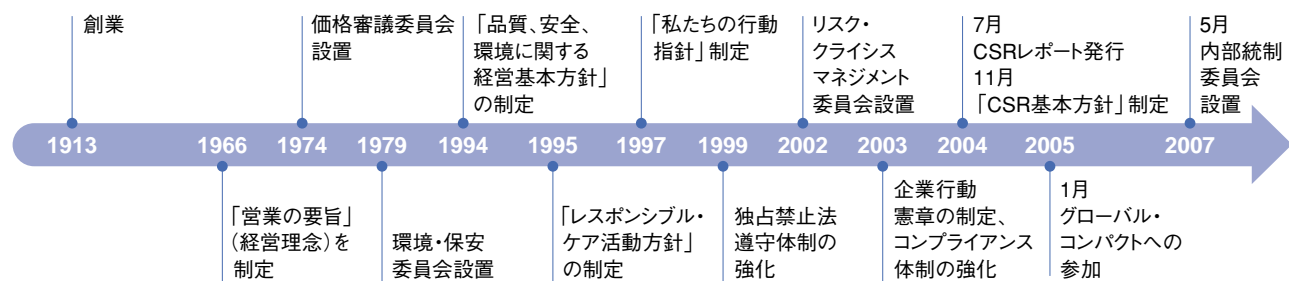 創業
価格審議委員会
設置
「品質、安全、
環境に関する
経営基本方針」
の制定
「私たちの行動
指針」制定
リスク・
クライシス
マネジメント
委員会設置
7月
CSRレポート発行
11月
「CSR基本方針」制定
5月
内部統制
委員会
設置
1913 1966 1974 1979 1994 1995 1997 1999 2002 2003 2004 2005 2007
「営業の要旨」
(経営理念)を
制定
環境・保安
委員会設置
「レスポンシブル・
ケア活動方針」
の制定
独占禁止法
遵守体制の
強化
企業行動
憲章の制定、
コンプライアンス
体制の強化
1月
グローバル・
コンパクトへの
参加